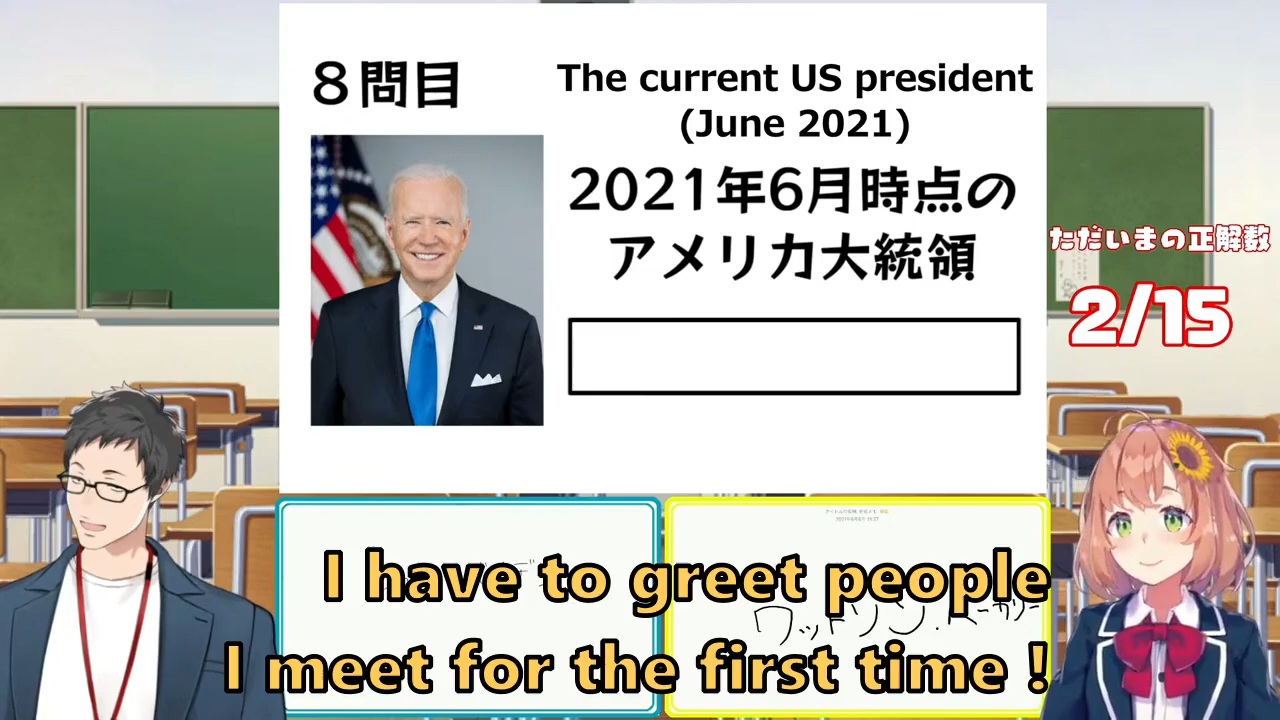 8問目
The current US president
(June 2021)
2021年6月時点の
アメリカ大統領
ただいまの正解数
2/15
I have to greet people
I meet for the first time !